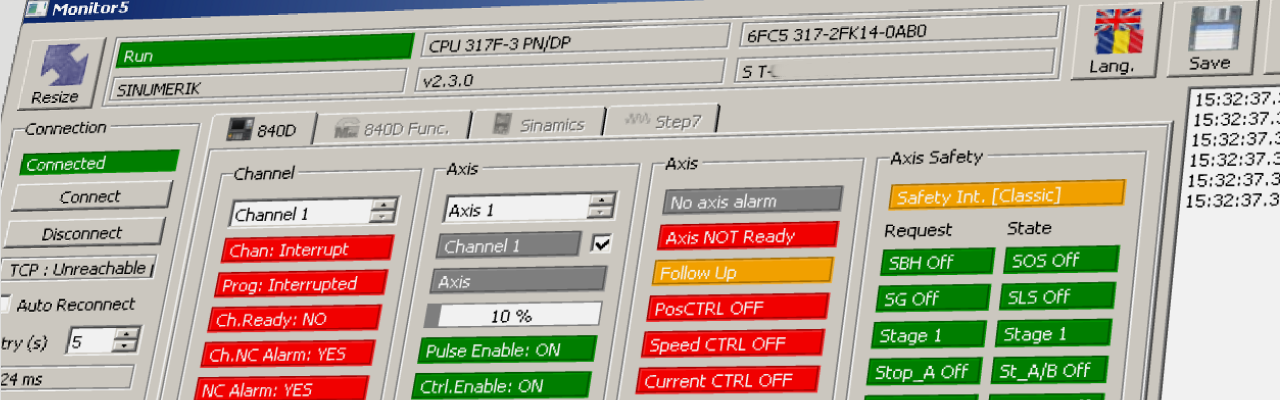 Monitor5
Resize
Run
CPU 317F-3 PN/DP
6FC5 317-2FK14-0AB0
SINUMERIK
v2.3.0
S T-
Lang.
Save
Connection
Connected
Connect
Disconnect
TCP : Unreachable
Auto Reconnect
try (s)
5
24 ms
840D
840D Func.
Sinamics
Step7
Channel
Channel 1
Chan: Interrupt
Prog: Interrupted
Ch.Ready: NO
Ch.NC Alarm: YES
NC Alarm: YES
Axis
Axis 1
Channel 1
Axis
10 %
Pulse Enable: ON
Ctrl.Enable: ON
Axis
No axis alarm
Axis NOT Ready
Follow Up
PosCTRL OFF
Speed CTRL OFF
Current CTRL OFF
Axis Safety
Safety Int. [Classic]
Request
State
SBH Off
SOS Off
SG Off
SLS Off
Stage 1
Stage 1
Stop_A Off
St_A/B Off
15:32:37.3
15:32:37.3
15:32:37.3
15:32:37.3
15:32:37.3
15:32:37.3